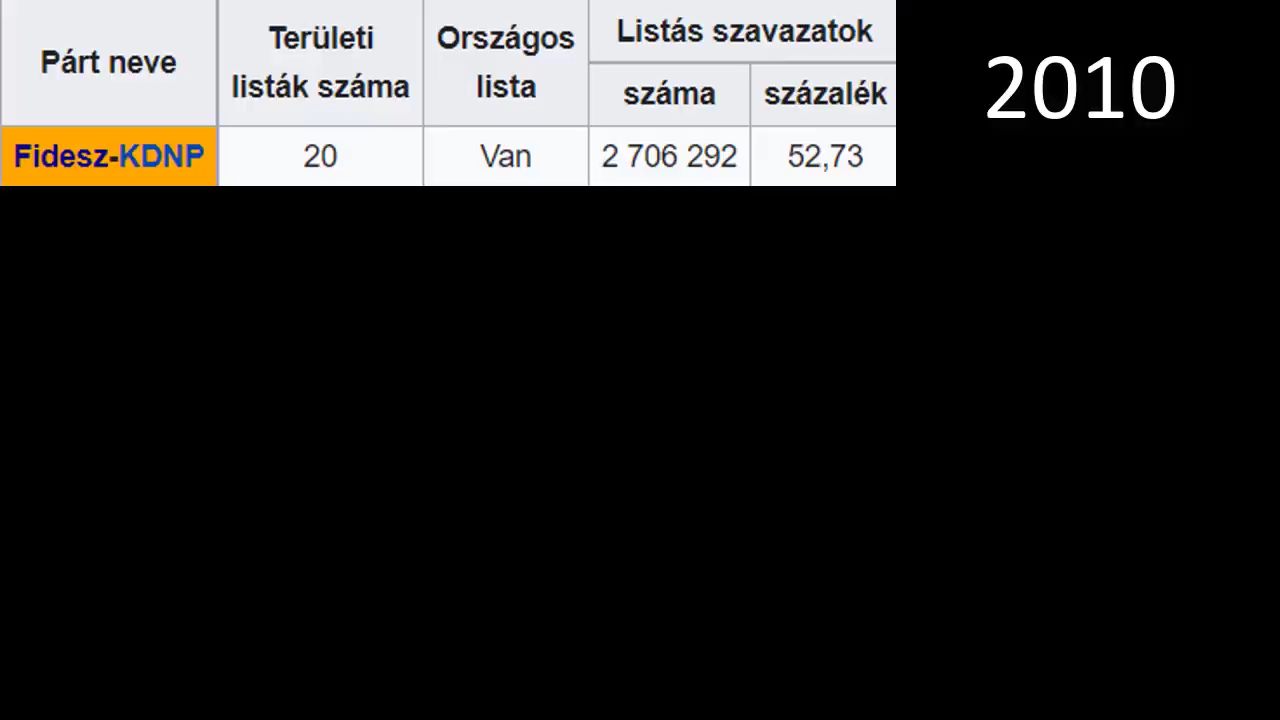 Párt neve
Területi
listák száma
Országos
lista
Listás szavazatok
száma
százalék
Fidesz-KDNP
20
Van
2 706 292
52,73
2010